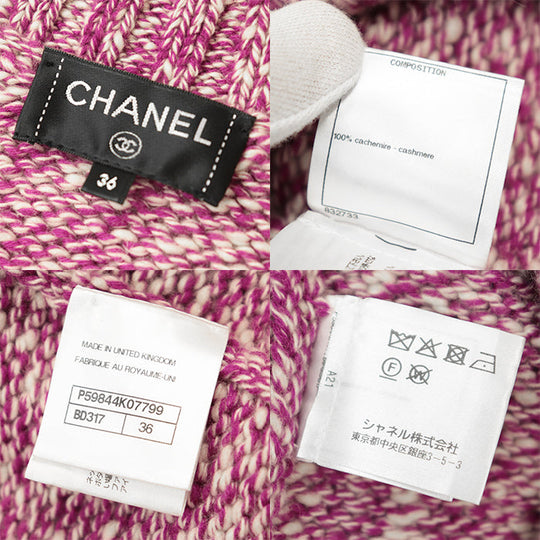 CHANEL
36
COMPOSITION
100% cachemire - cashmere
A32733
MADE IN UNITED KINGDOM
FABRIQUE AU ROYAUME-UNI
P59844K07799
BD317 36
A21
F
シャネル株式会社
東京都中央区銀座3-5-3